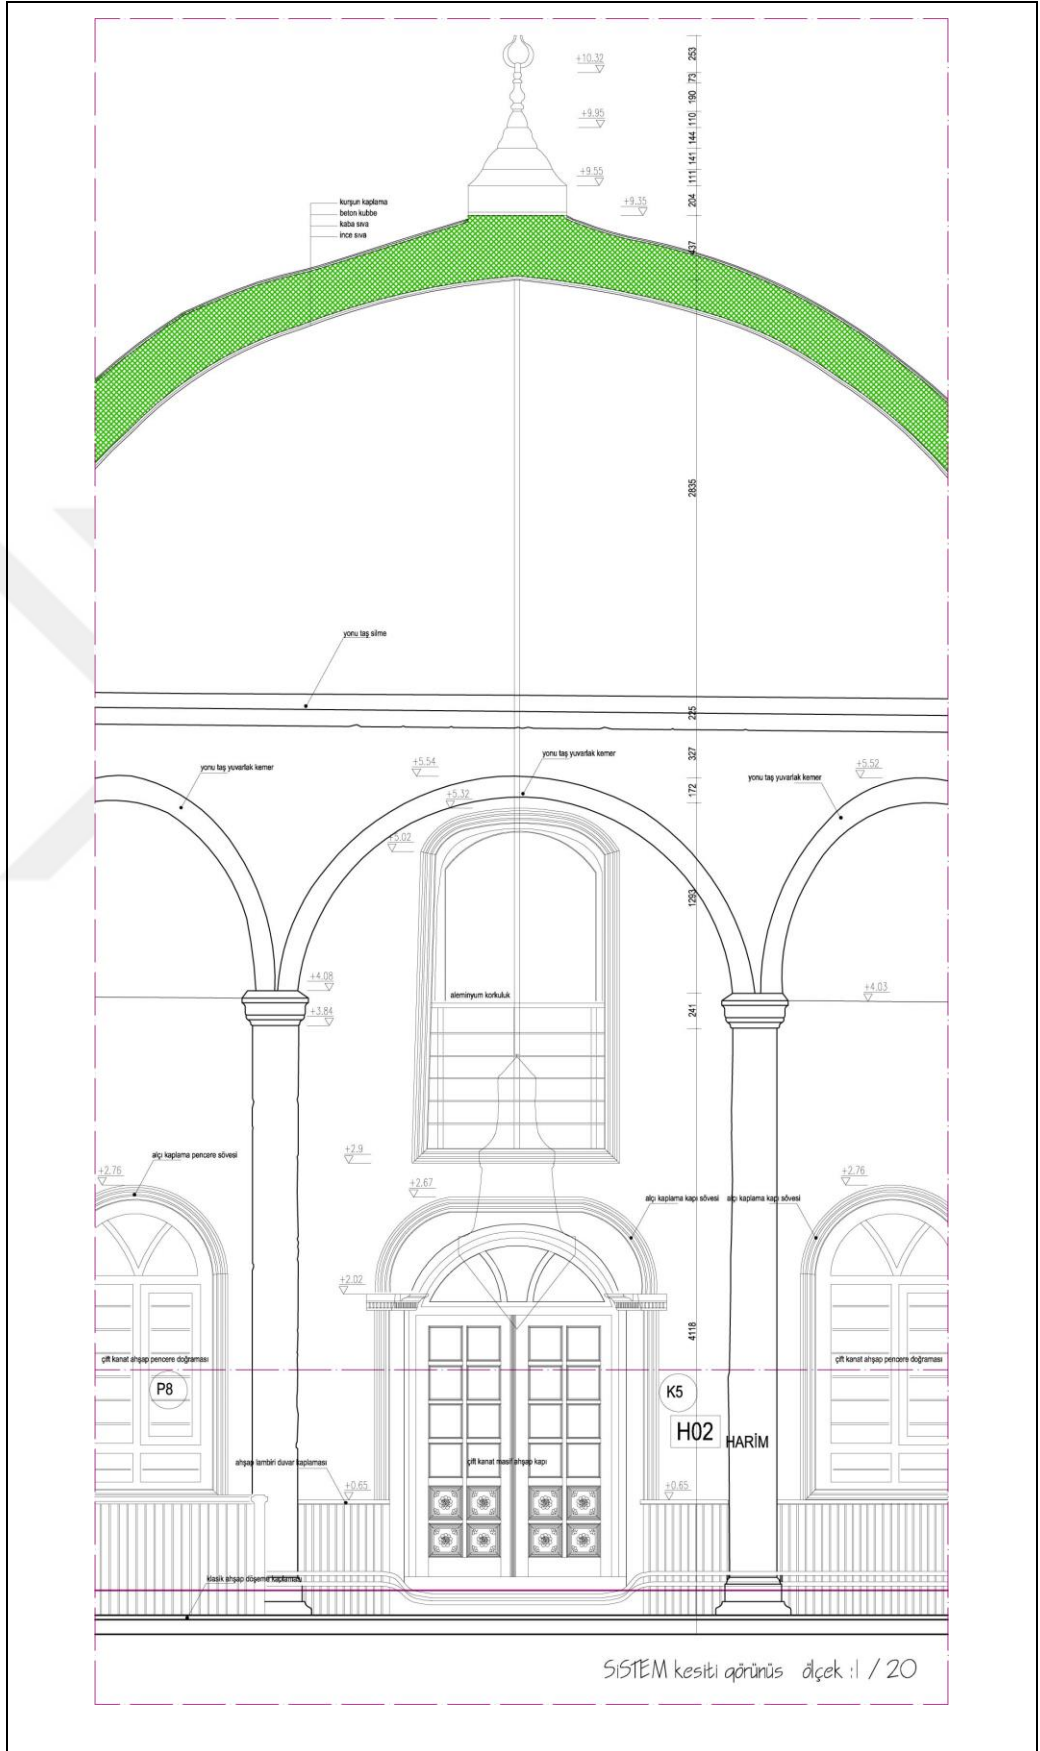 +10.32
253
73
+9.95
190
110
144
+9.55
141
111
+9.35
204
kurşun kaplama
beton kubbe
kaba sıva
ince sıva
437
2835
yonu taş silme
225
327
yonu taş yuvarlak kemer
+5.54
yonu taş yuvarlak kemer
+5.52
yonu taş yuvarlak kemer
+5.32
172
+5.02
1293
+4.08
aleminyum korkuluk
+4.03
+3.84
241
+2.9
alçı kaplama pencere sövesi
+2.76
+2.67
alçı kaplama kapı sövesi
alçı kaplama kapı sövesi
+2.76
+2.02
4118
çift kanat ahşap pencere doğraması
çift kanat ahşap pencere doğraması
P8
K5
H02
HARİM
ahşap lambiri duvar kaplaması
çift kanat masif ahşap kapı
+0.65
+0.65
klasik ahşap döşeme kaplaması
SİSTEM kesiti görünüş ölçek :1 / 20